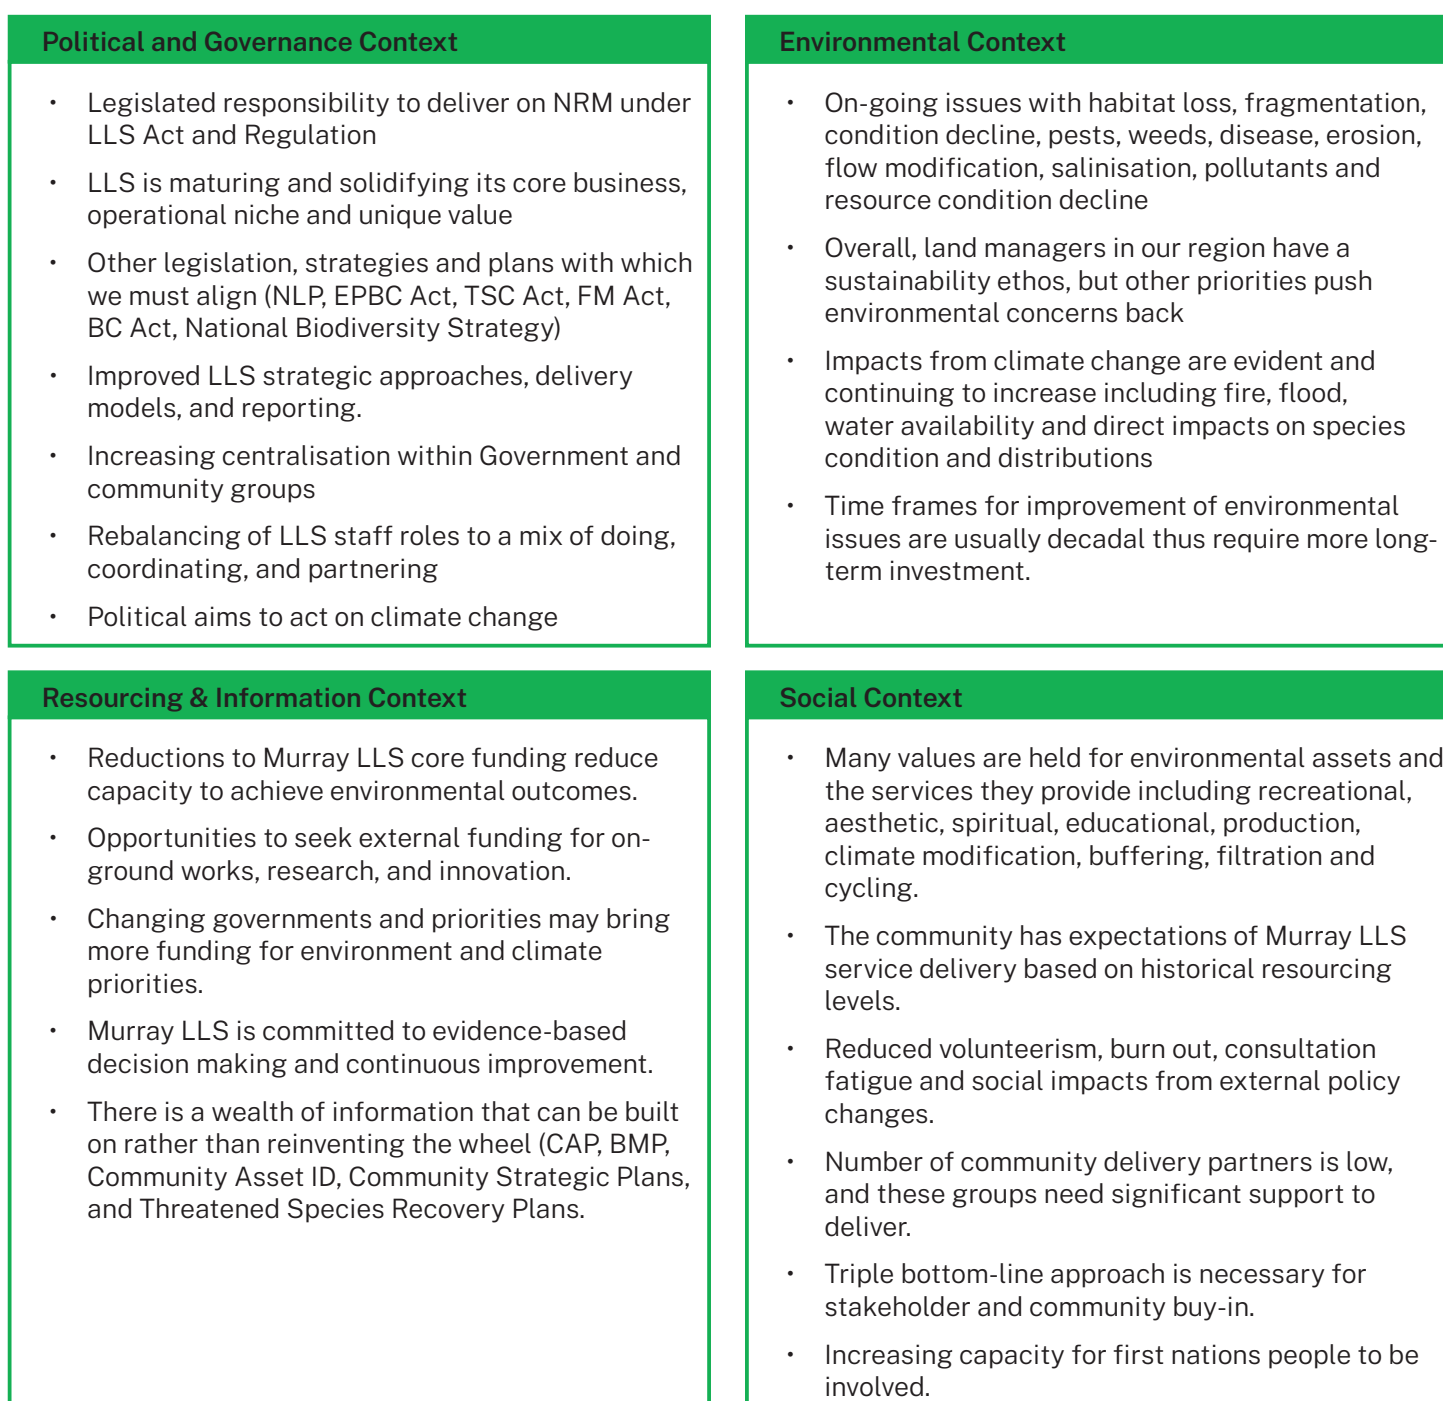 Political and Governance Context
• Legislated responsibility to deliver on NRM under
LLS Act and Regulation
• LLS is maturing and solidifying its core business,
operational niche and unique value
• Other legislation, strategies and plans with which
we must align (NLP, EPBC Act, TSC Act, FM Act,
BC Act, National Biodiversity Strategy)
• Improved LLS strategic approaches, delivery
models, and reporting.
• Increasing centralisation within Government and
community groups
• Rebalancing of LLS staff roles to a mix of doing,
coordinating, and partnering
• Political aims to act on climate change
Environmental Context
• On-going issues with habitat loss, fragmentation,
condition decline, pests, weeds, disease, erosion,
flow modification, salinisation, pollutants and
resource condition decline
• Overall, land managers in our region have a
sustainability ethos, but other priorities push
environmental concerns back
• Impacts from climate change are evident and
continuing to increase including fire, flood,
water availability and direct impacts on species
condition and distributions
• Time frames for improvement of environmental
issues are usually decadal thus require more long-
term investment.
Resourcing & Information Context
• Reductions to Murray LLS core funding reduce
capacity to achieve environmental outcomes.
• Opportunities to seek external funding for on-
ground works, research, and innovation.
• Changing governments and priorities may bring
more funding for environment and climate
priorities.
• Murray LLS is committed to evidence-based
decision making and continuous improvement.
• There is a wealth of information that can be built
on rather than reinventing the wheel (CAP, BMP,
Community Asset ID, Community Strategic Plans,
and Threatened Species Recovery Plans.
Social Context
• Many values are held for environmental assets and
the services they provide including recreational,
aesthetic, spiritual, educational, production,
climate modification, buffering, filtration and
cycling.
• The community has expectations of Murray LLS
service delivery based on historical resourcing
levels.
• Reduced volunteerism, burn out, consultation
fatigue and social impacts from external policy
changes.
• Number of community delivery partners is low,
and these groups need significant support to
deliver.
• Triple bottom-line approach is necessary for
stakeholder and community buy-in.
• Increasing capacity for first nations people to be
involved.